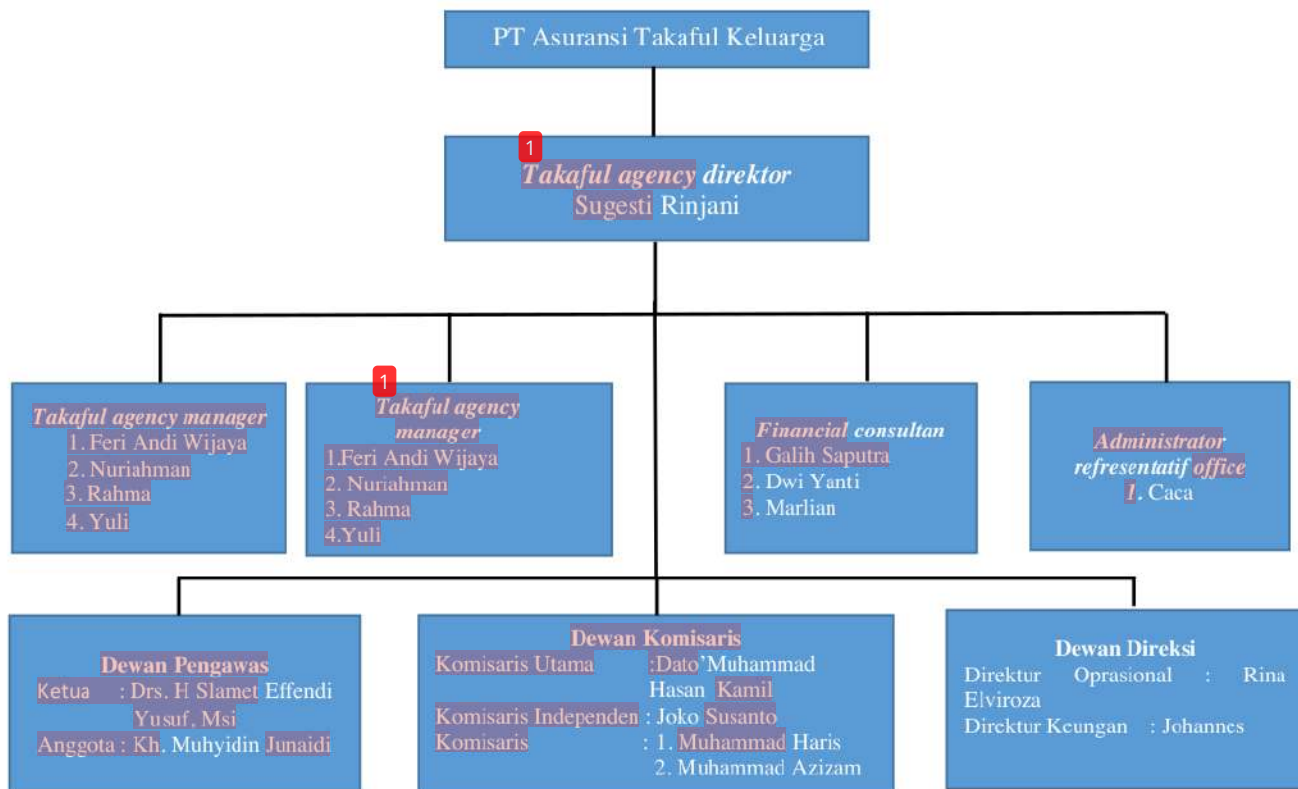 PT Asuransi Takaful Keluarga
1
Takaful agency direktor
Sugesti Rinjani
Takaful agency manager
1. Feri Andi Wijaya
2. Nuriahman
3. Rahma
4. Yuli
1
Takaful agency
manager
1.Feri Andi Wijaya
2. Nuriahman
3. Rahma
4.Yuli
Financial consultan
1. Galih Saputra
2. Dwi Yanti
3. Marlian
Administrator
refresentatif office
1. Caca
Dewan Pengawas
Ketua : Drs. H Slamet Effendi
Yusuf. Msi
Anggota : Kh. Muhyidin Junaidi
Dewan Komisaris
Komisaris Utama :Dato’Muhammad
Hasan Kamil
Komisaris Independen : Joko Susanto
Komisaris : 1. Muhammad Haris
2. Muhammad Azizam
Dewan Direksi
Direktur Oprasional : Rina
Elviroza
Direktur Keungan : Johannes